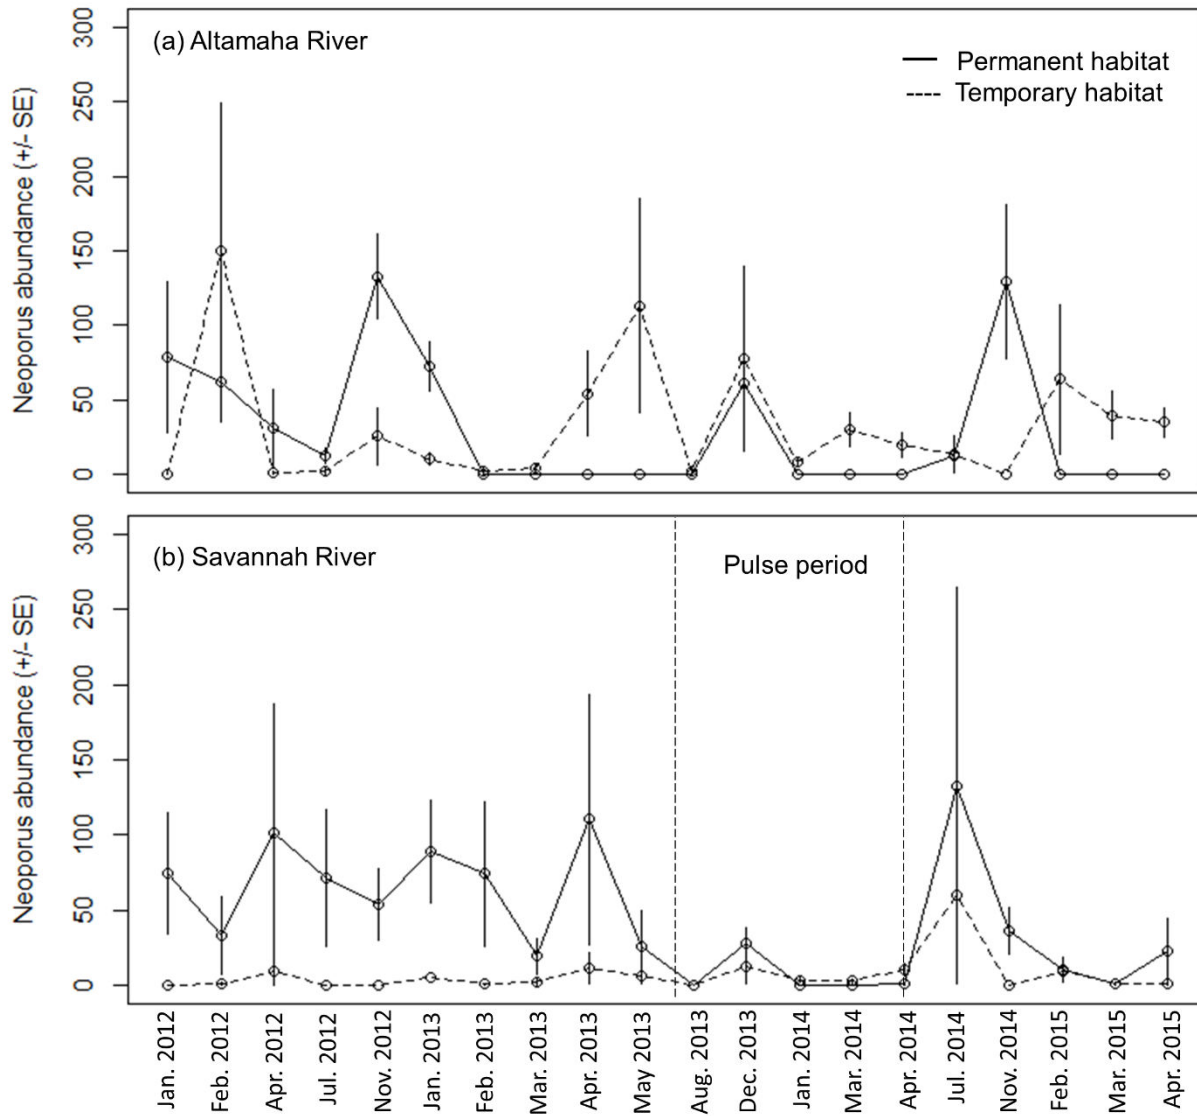 (a) Altamaha River
Permanent habitat
Temporary habitat
Neoporus abundance (+/- SE)
300
250
200
150
100
50
0
(b) Savannah River
Pulse period
Neoporus abundance (+/- SE)
300
250
200
150
100
50
0
Jan. 2012
Feb. 2012
Apr. 2012
Jul. 2012
Nov. 2012
Jan. 2013
Feb. 2013
Mar. 2013
Apr. 2013
May 2013
Aug. 2013
Dec. 2013
Jan. 2014
Mar. 2014
Apr. 2014
Jul. 2014
Nov. 2014
Feb. 2015
Mar. 2015
Apr. 2015